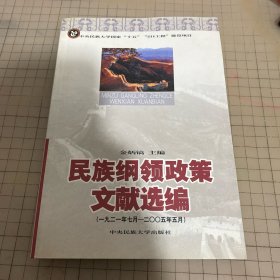 中央民族大学国家“十五”“211工程”建设项目
MINZU GANGLING ZHENGCE
WENXIAN XUANBIAN
金炳镐 主编
民族纲领政策
文献选编
(一九二一年七月—二〇〇五年五月)
中央民族大学出版社